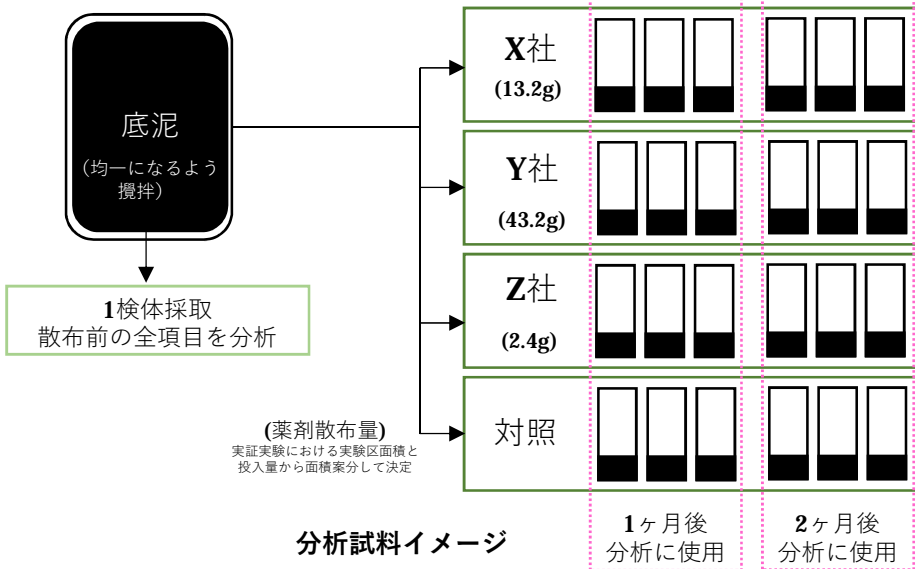 底泥
（均一になるよう
攪拌）
1検体採取
散布前の全項目を分析
X社
(13.2g)
Y社
(43.2g)
Z社
(2.4g)
対照
(薬剤散布量)
実証実験における実験区面積と
投入量から面積案分して決定
分析試料イメージ
1ヶ月後
分析に使用
2ヶ月後
分析に使用